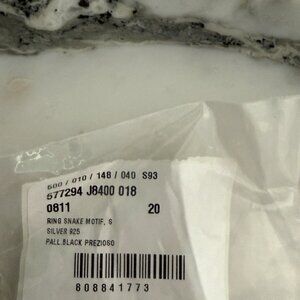 600 / 010 / 148 / 040 S93
577294 J8400 018
0811 20
RING SNAKE MOTIF, S
SILVER 925
PALL.BLACK PREZIOSO
808841773